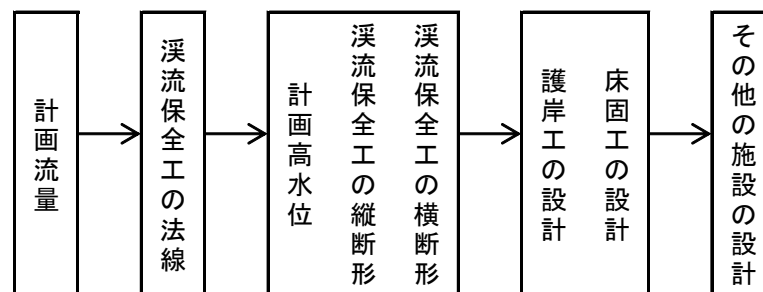 計画流量
渓流保全工の法線
渓流保全工の横断形
渓流保全工の縦断形
計画高水位
床固工の設計
護岸工の設計
その他の施設の設計